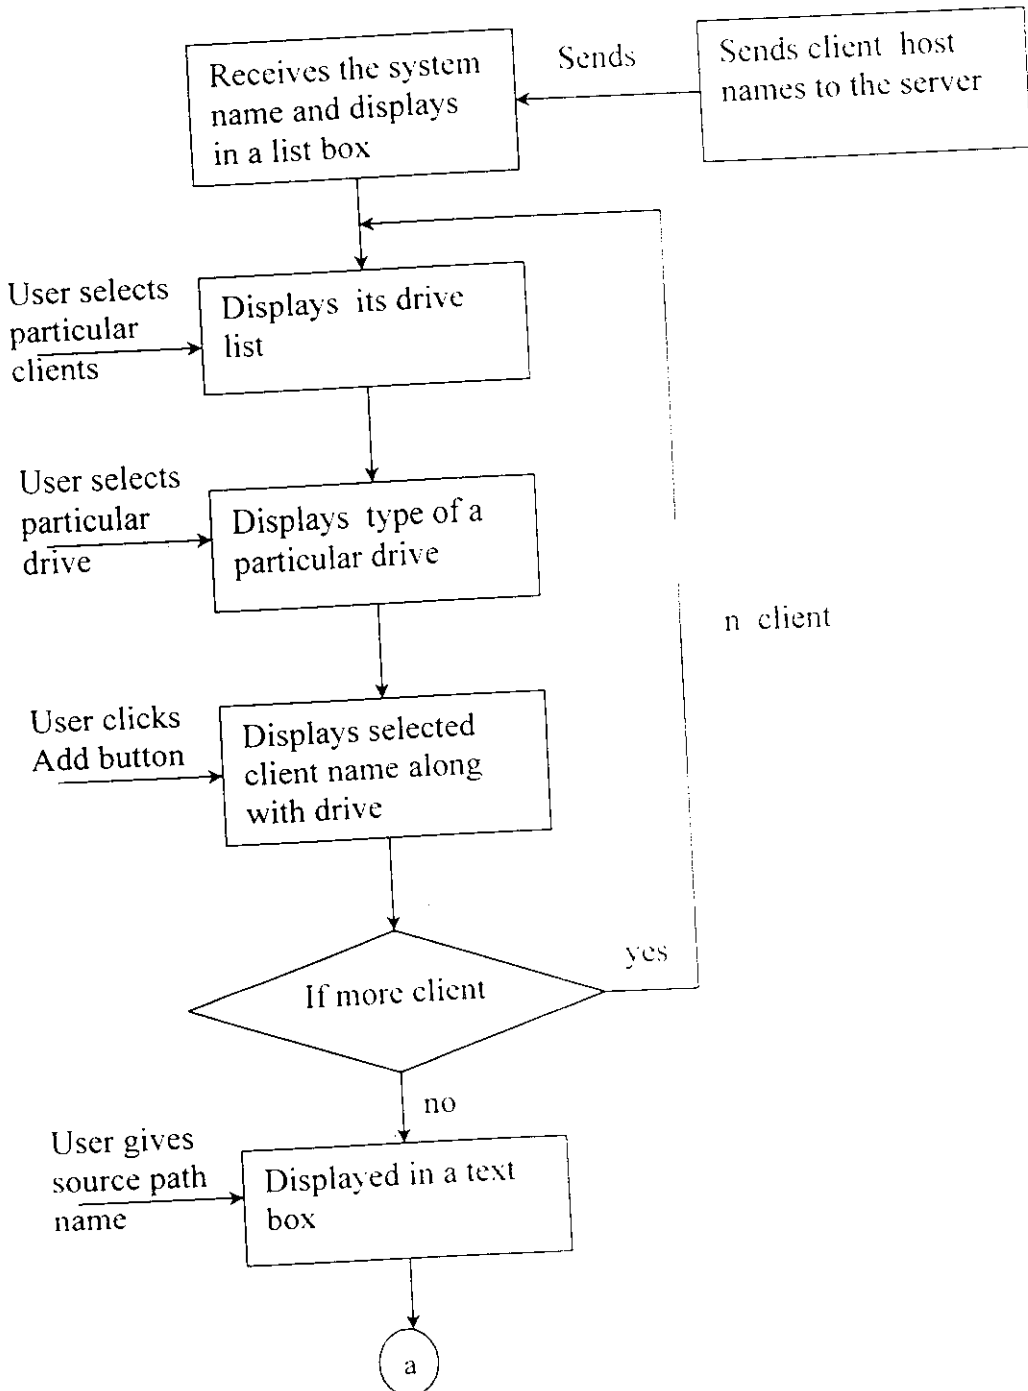 Receives the system
name and displays
in a list box
Sends
Sends client host
names to the server
User selects
particular
clients
Displays its drive
list
User selects
particular
drive
Displays type of a
particular drive
n client
User clicks
Add button
Displays selected
client name along
with drive
If more client
yes
no
User gives
source path
name
Displayed in a text
box
a